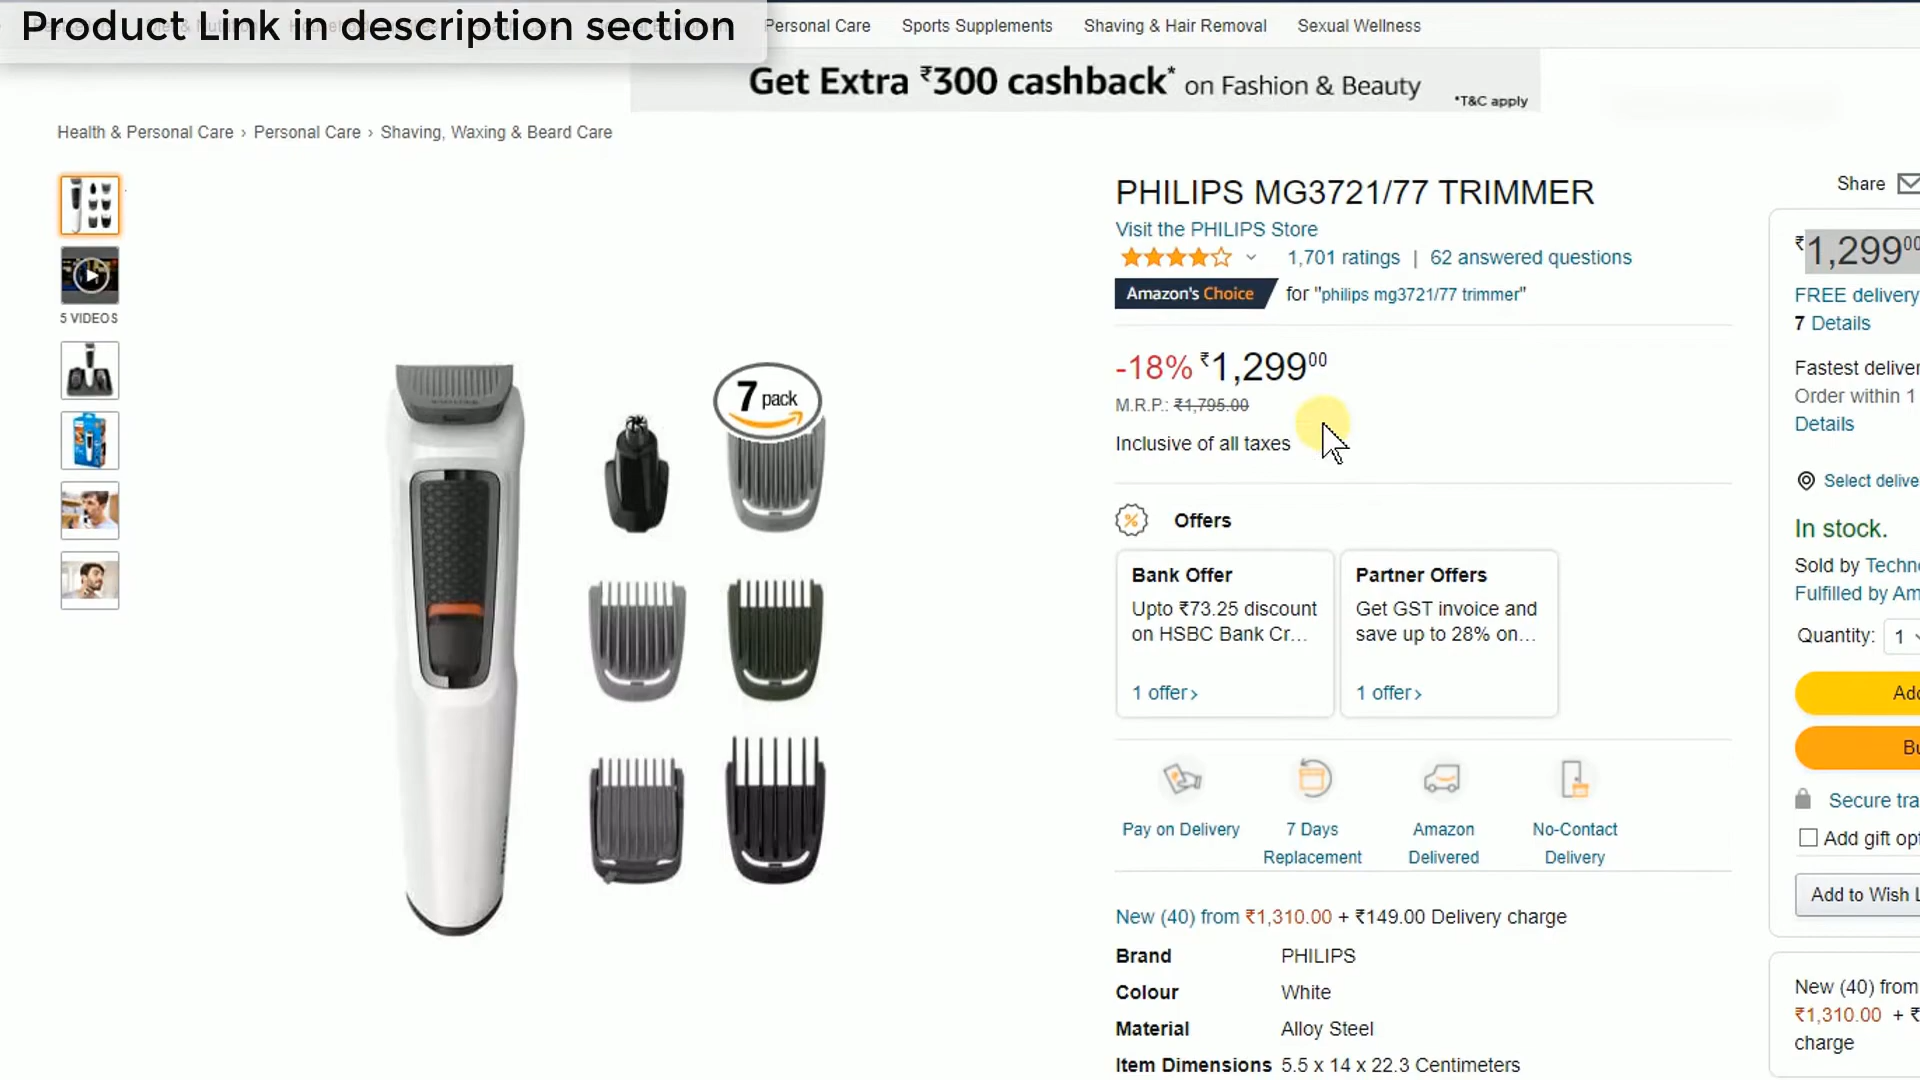 Product Link in description section
Personal Care Sports Supplements Shaving & Hair Removal Sexual Wellness
Get Extra ₹300 cashback* on Fashion & Beauty
*T&C apply
Health & Personal Care › Personal Care › Shaving, Waxing & Beard Care
5 VIDEOS
7 pack
PHILIPS MG3721/77 TRIMMER
Visit the PHILIPS Store
1,701 ratings | 62 answered questions
Amazon's Choice for "philips mg3721/77 trimmer"
-18% ₹1,29900
M.R.P.: ₹1,795.00
Inclusive of all taxes
Offers
Bank Offer
Upto ₹73.25 discount
on HSBC Bank Cr...
1 offer›
Partner Offers
Get GST invoice and
save up to 28% on...
1 offer›
Pay on Delivery
7 Days
Replacement
Amazon
Delivered
No-Contact
Delivery
New (40) from ₹1,310.00 + ₹149.00 Delivery charge
Brand PHILIPS
Colour White
Material Alloy Steel
Item Dimensions 5.5 x 14 x 22.3 Centimeters
Share
₹1,29900
FREE delivery
7 Details
Fastest deliver
Order within 1
Details
Select delive
In stock.
Sold by Techn
Fulfilled by Am
Quantity: 1
Add
Bu
Secure tra
Add gift opt
Add to Wish L
New (40) from
₹1,310.00 + ₹
charge